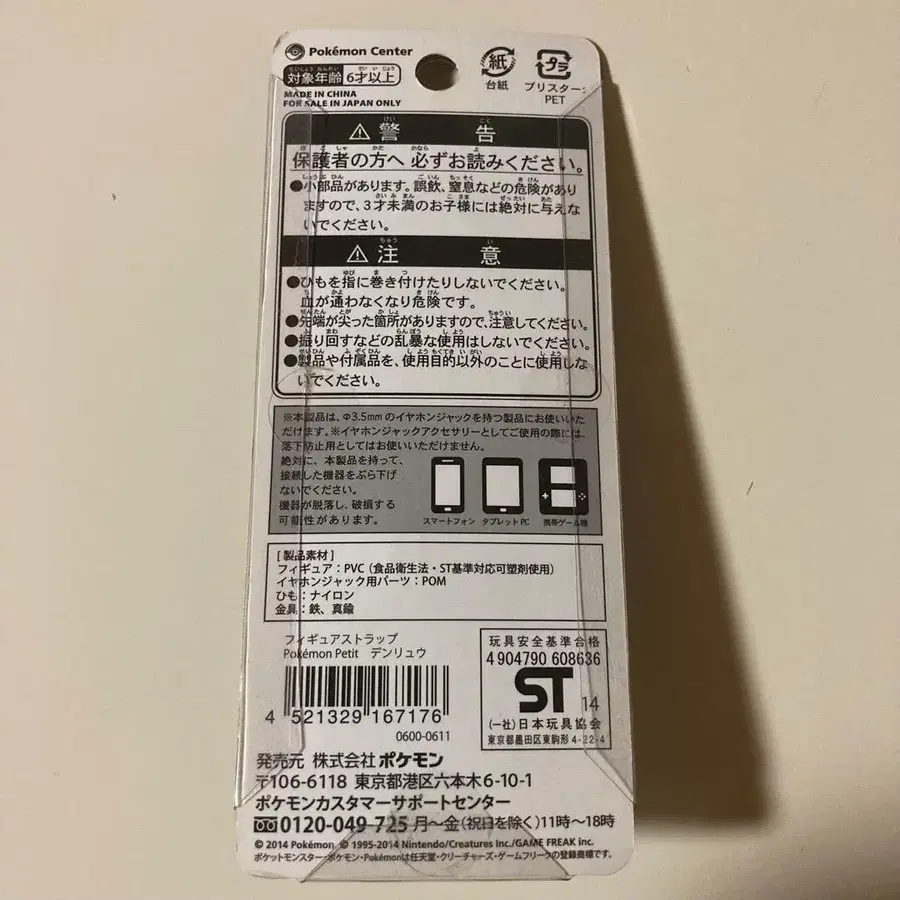 Pokémon Center
対象年齢 6才以上
MADE IN CHINA
FOR SALE IN JAPAN ONLY
紙
台紙
プラ
ブリスター:
PET
警告
保護者の方へ 必ずお読みください。
●小部品があります。誤飲、窒息などの危険があり
ますので、3才未満のお子様には絶対に与えな
いでください。
注意
●ひもを指に巻き付けたりしないでください。
血が通わなくなり危険です。
●先端が尖った箇所がありますので、注意してください。
●振り回すなどの乱暴な使用はしないでください。
●製品や付属品を、使用目的以外のことに使用しな
いでください。
※本製品は、Φ3.5mmのイヤホンジャックを持つ製品にお使いいた
だけます。※イヤホンジャックアクセサリーとしてご使用の際には、
落下防止用としてはお使いいただけません。
絶対に、本製品を持って、
接続した機器をぶら下げ
ないでください。
機器が脱落し、破損する
可能性があります。
スマートフォン タブレットPC 携帯ゲーム機
[製品素材]
フィギュア：PVC（食品衛生法・ST基準対応可塑剤使用）
イヤホンジャック用パーツ：POM
ひも：ナイロン
金具：鉄、真鍮
フィギュアストラップ
Pokémon Petit デンリュウ
4 521329 167176
0600-0611
玩具安全基準合格
4 904790 608636
ST 14
(一社)日本玩具協会
東京都墨田区東駒形4-22-4
発売元 株式会社ポケモン
〒106-6118 東京都港区六本木6-10-1
ポケモンカスタマーサポートセンター
0120-049-725 月～金(祝日を除く)11時～18時
© 2014 Pokémon. © 1995-2014 Nintendo/Creatures Inc./GAME FREAK inc.
ポケットモンスター・ポケモン・Pokémonは任天堂・クリーチャーズ・ゲームフリークの登録商標です。